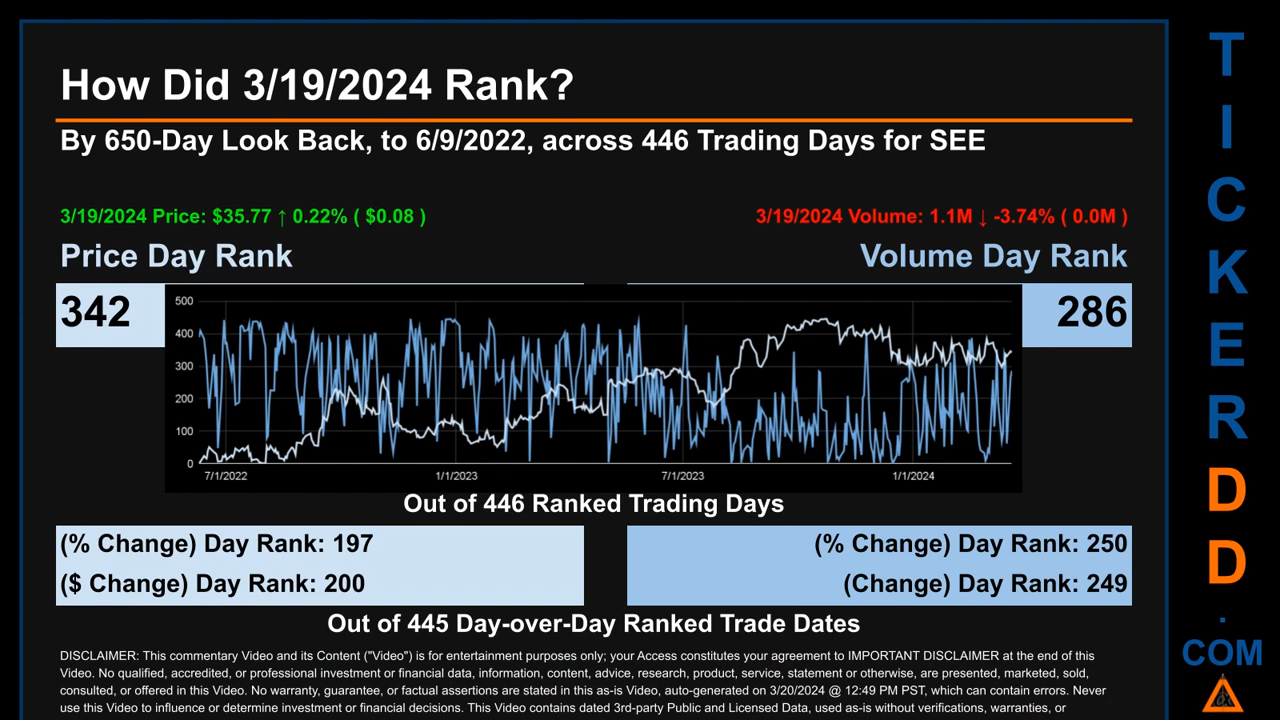 How Did 3/19/2024 Rank?
By 650-Day Look Back, to 6/9/2022, across 446 Trading Days for SEE
3/19/2024 Price: $35.77 ↑ 0.22% ( $0.08 )
3/19/2024 Volume: 1.1M ↓ -3.74% ( 0.0M )
Price Day Rank
Volume Day Rank
342
286
500
400
300
200
100
0
7/1/2022
1/1/2023
7/1/2023
1/1/2024
Out of 446 Ranked Trading Days
(% Change) Day Rank: 197
(% Change) Day Rank: 250
($ Change) Day Rank: 200
(Change) Day Rank: 249
Out of 445 Day-over-Day Ranked Trade Dates
DISCLAIMER: This commentary Video and its Content ("Video") is for entertainment purposes only; your Access constitutes your agreement to IMPORTANT DISCLAIMER at the end of this
Video. No qualified, accredited, or professional investment or financial data, information, content, advice, research, product, service, statement or otherwise, are presented, marketed, sold,
consulted, or offered in this Video. No warranty, guarantee, or factual assertions are stated in this as-is Video, auto-generated on 3/20/2024 @ 12:49 PM PST, which can contain errors. Never
use this Video to influence or determine investment or financial decisions. This Video contains dated 3rd-party Public and Licensed Data, used as-is without verifications, warranties, or
T
I
C
K
E
R
D
D
.
COM